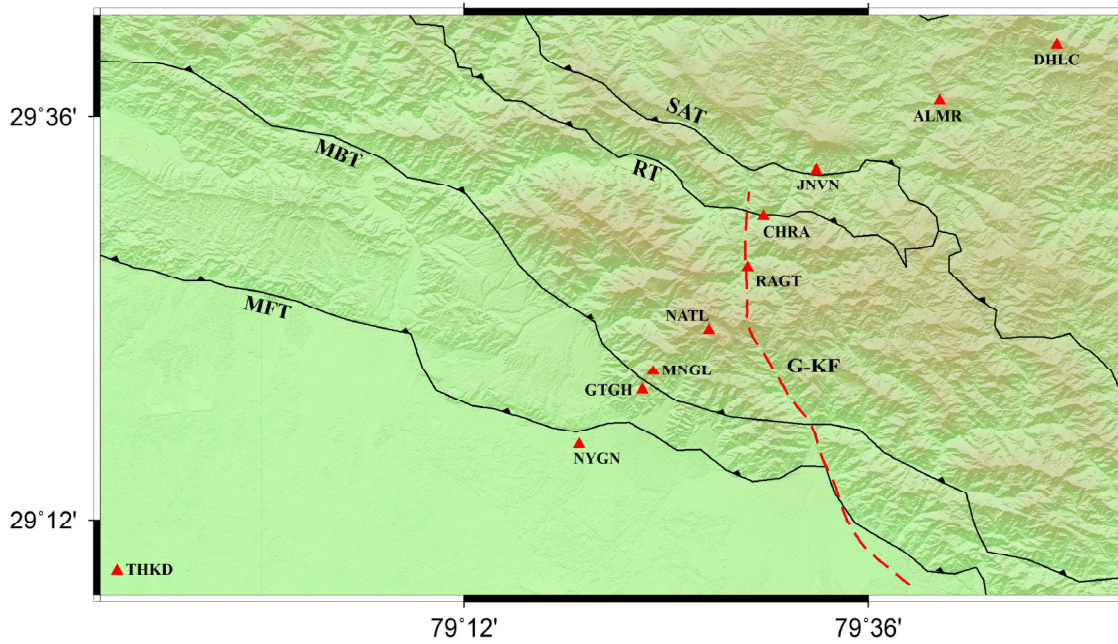 DHLC
ALMR
SAT
29°36'
MBT
RT
JNVN
CHRA
RAGT
MFT
NATL
G-KF
MNGL
GTGH
NYGN
29°12'
THKD
79°12'
79°36'